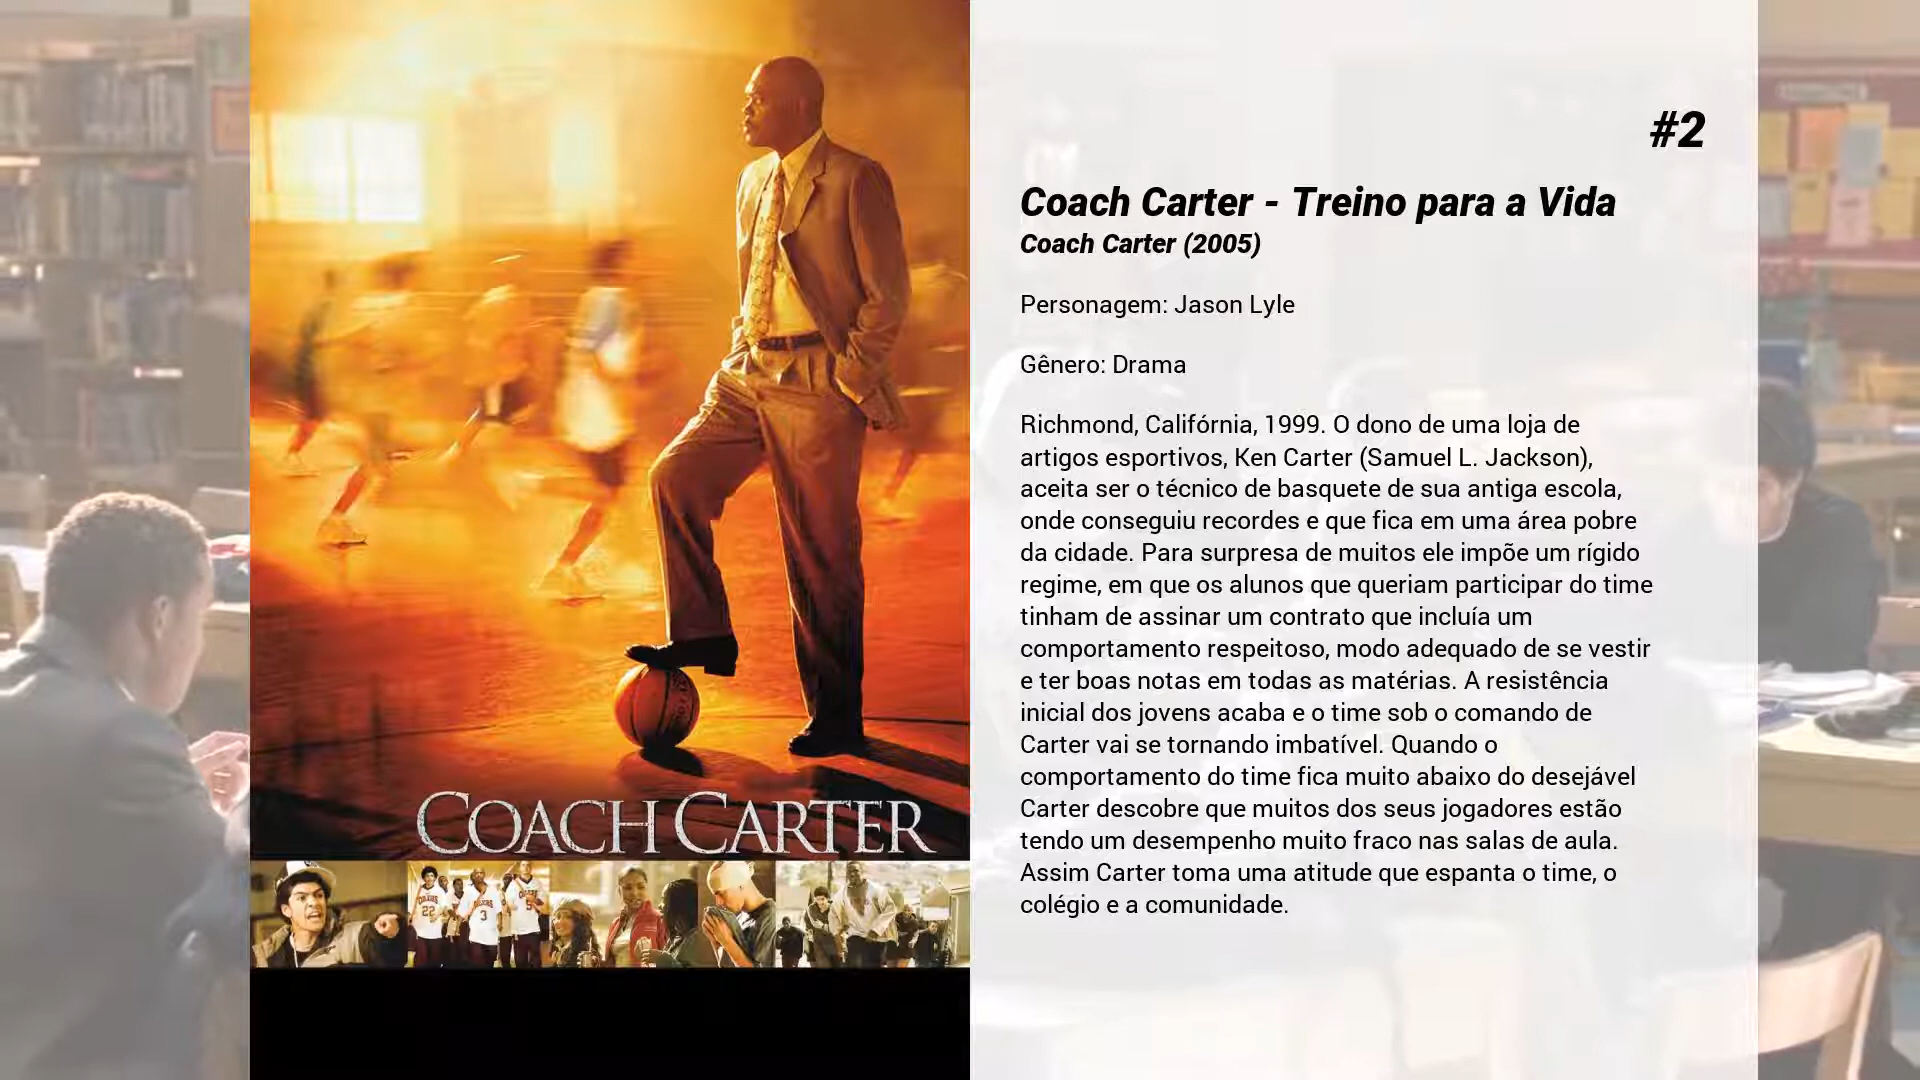 #2
Coach Carter - Treino para a Vida
Coach Carter (2005)
Personagem: Jason Lyle
Gênero: Drama
Richmond, Califórnia, 1999. O dono de uma loja de
artigos esportivos, Ken Carter (Samuel L. Jackson),
aceita ser o técnico de basquete de sua antiga escola,
onde conseguiu recordes e que fica em uma área pobre
da cidade. Para surpresa de muitos ele impõe um rígido
regime, em que os alunos que queriam participar do time
tinham de assinar um contrato que incluía um
comportamento respeitoso, modo adequado de se vestir
e ter boas notas em todas as matérias. A resistência
inicial dos jovens acaba e o time sob o comando de
Carter vai se tornando imbatível. Quando o
comportamento do time fica muito abaixo do desejável
Carter descobre que muitos dos seus jogadores estão
tendo um desempenho muito fraco nas salas de aula.
Assim Carter toma uma atitude que espanta o time, o
colégio e a comunidade.
COACH CARTER
22
3
5